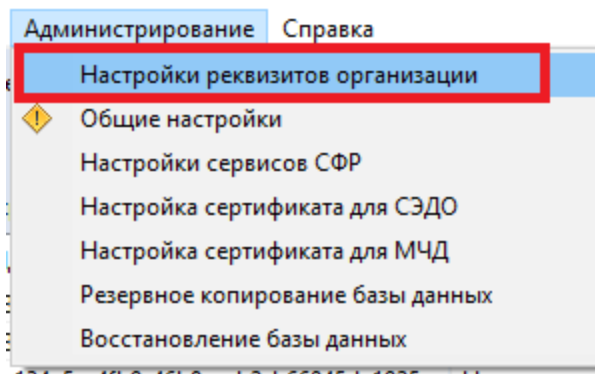 Администрирование Справка
Настройки реквизитов организации
Общие настройки
Настройки сервисов СФР
Настройка сертификата для СЭДО
Настройка сертификата для МЧД
Резервное копирование базы данных
Восстановление базы данных